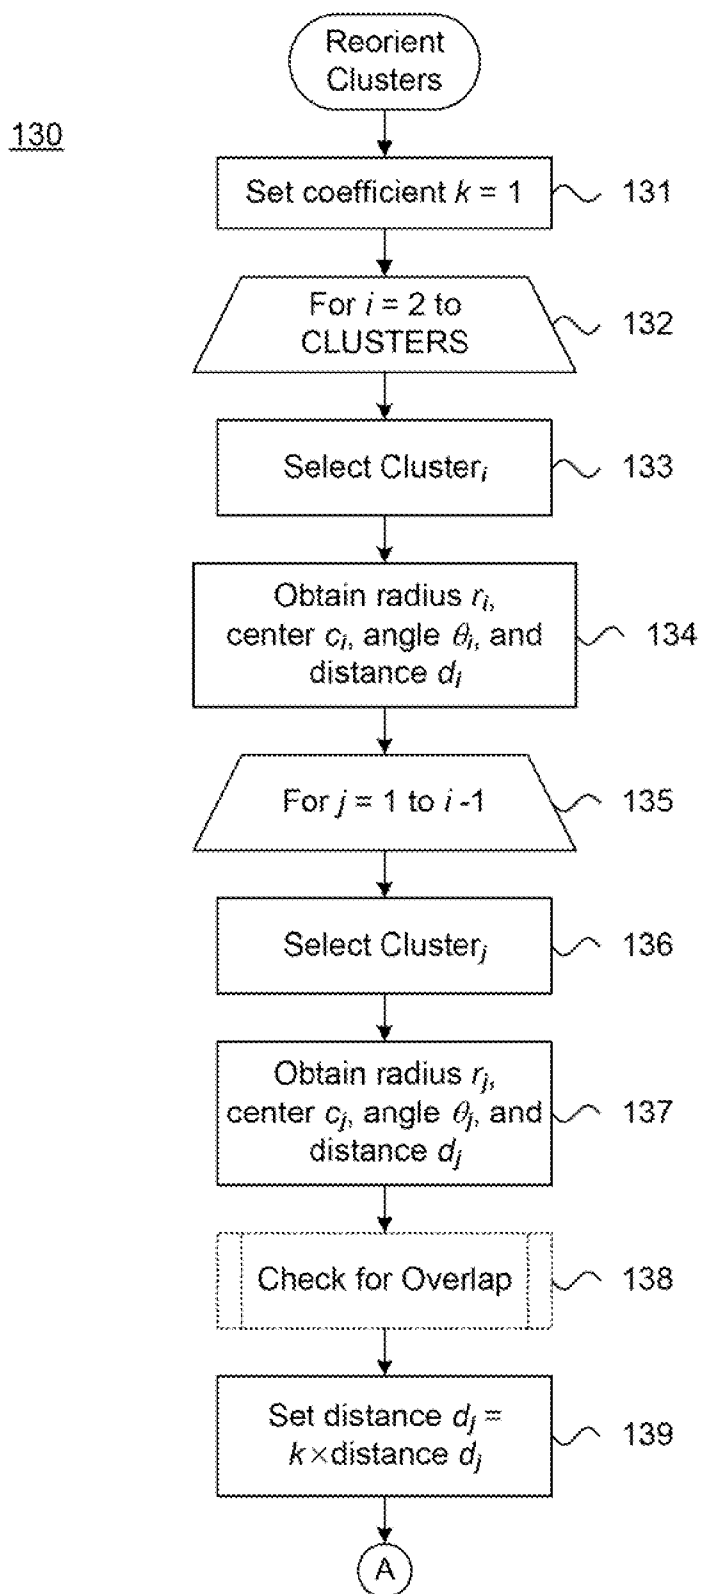 Reorient
Clusters
130
Set coefficient k = 1
131
For i = 2 to
CLUSTERS
132
Select Clusterᵢ
133
Obtain radius rᵢ,
center cᵢ, angle θᵢ, and
distance dᵢ
134
For j = 1 to i -1
135
Select Clusterⱼ
136
Obtain radius rⱼ,
center cⱼ, angle θⱼ, and
distance dⱼ
137
Check for Overlap
138
Set distance dⱼ =
k×distance dⱼ
139
A